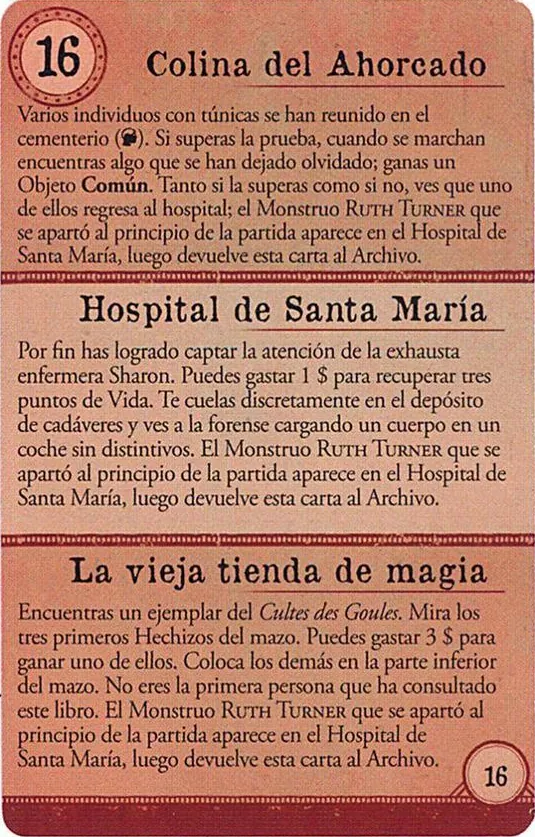 16
Colina del Ahorcado
Varios individuos con túnicas se han reunido en el
cementerio (). Si superas la prueba, cuando se marchan
encuentras algo que se han dejado olvidado; ganas un
Objeto Común. Tanto si la superas como si no, ves que uno
de ellos regresa al hospital; el Monstruo RUTH TURNER que
se apartó al principio de la partida aparece en el Hospital de
Santa María, luego devuelve esta carta al Archivo.
Hospital de Santa María
Por fin has logrado captar la atención de la exhausta
enfermera Sharon. Puedes gastar 1 $ para recuperar tres
puntos de Vida. Te cuelas discretamente en el depósito
de cadáveres y ves a la forense cargando un cuerpo en un
coche sin distintivos. El Monstruo RUTH TURNER que se
apartó al principio de la partida aparece en el Hospital de
Santa María, luego devuelve esta carta al Archivo.
La vieja tienda de magia
Encuentras un ejemplar del Cultes des Goules. Mira los
tres primeros Hechizos del mazo. Puedes gastar 3 $ para
ganar uno de ellos. Coloca los demás en la parte inferior
del mazo. No eres la primera persona que ha consultado
este libro. El Monstruo RUTH TURNER que se apartó al
principio de la partida aparece en el Hospital de
Santa María, luego devuelve esta carta al Archivo.
16